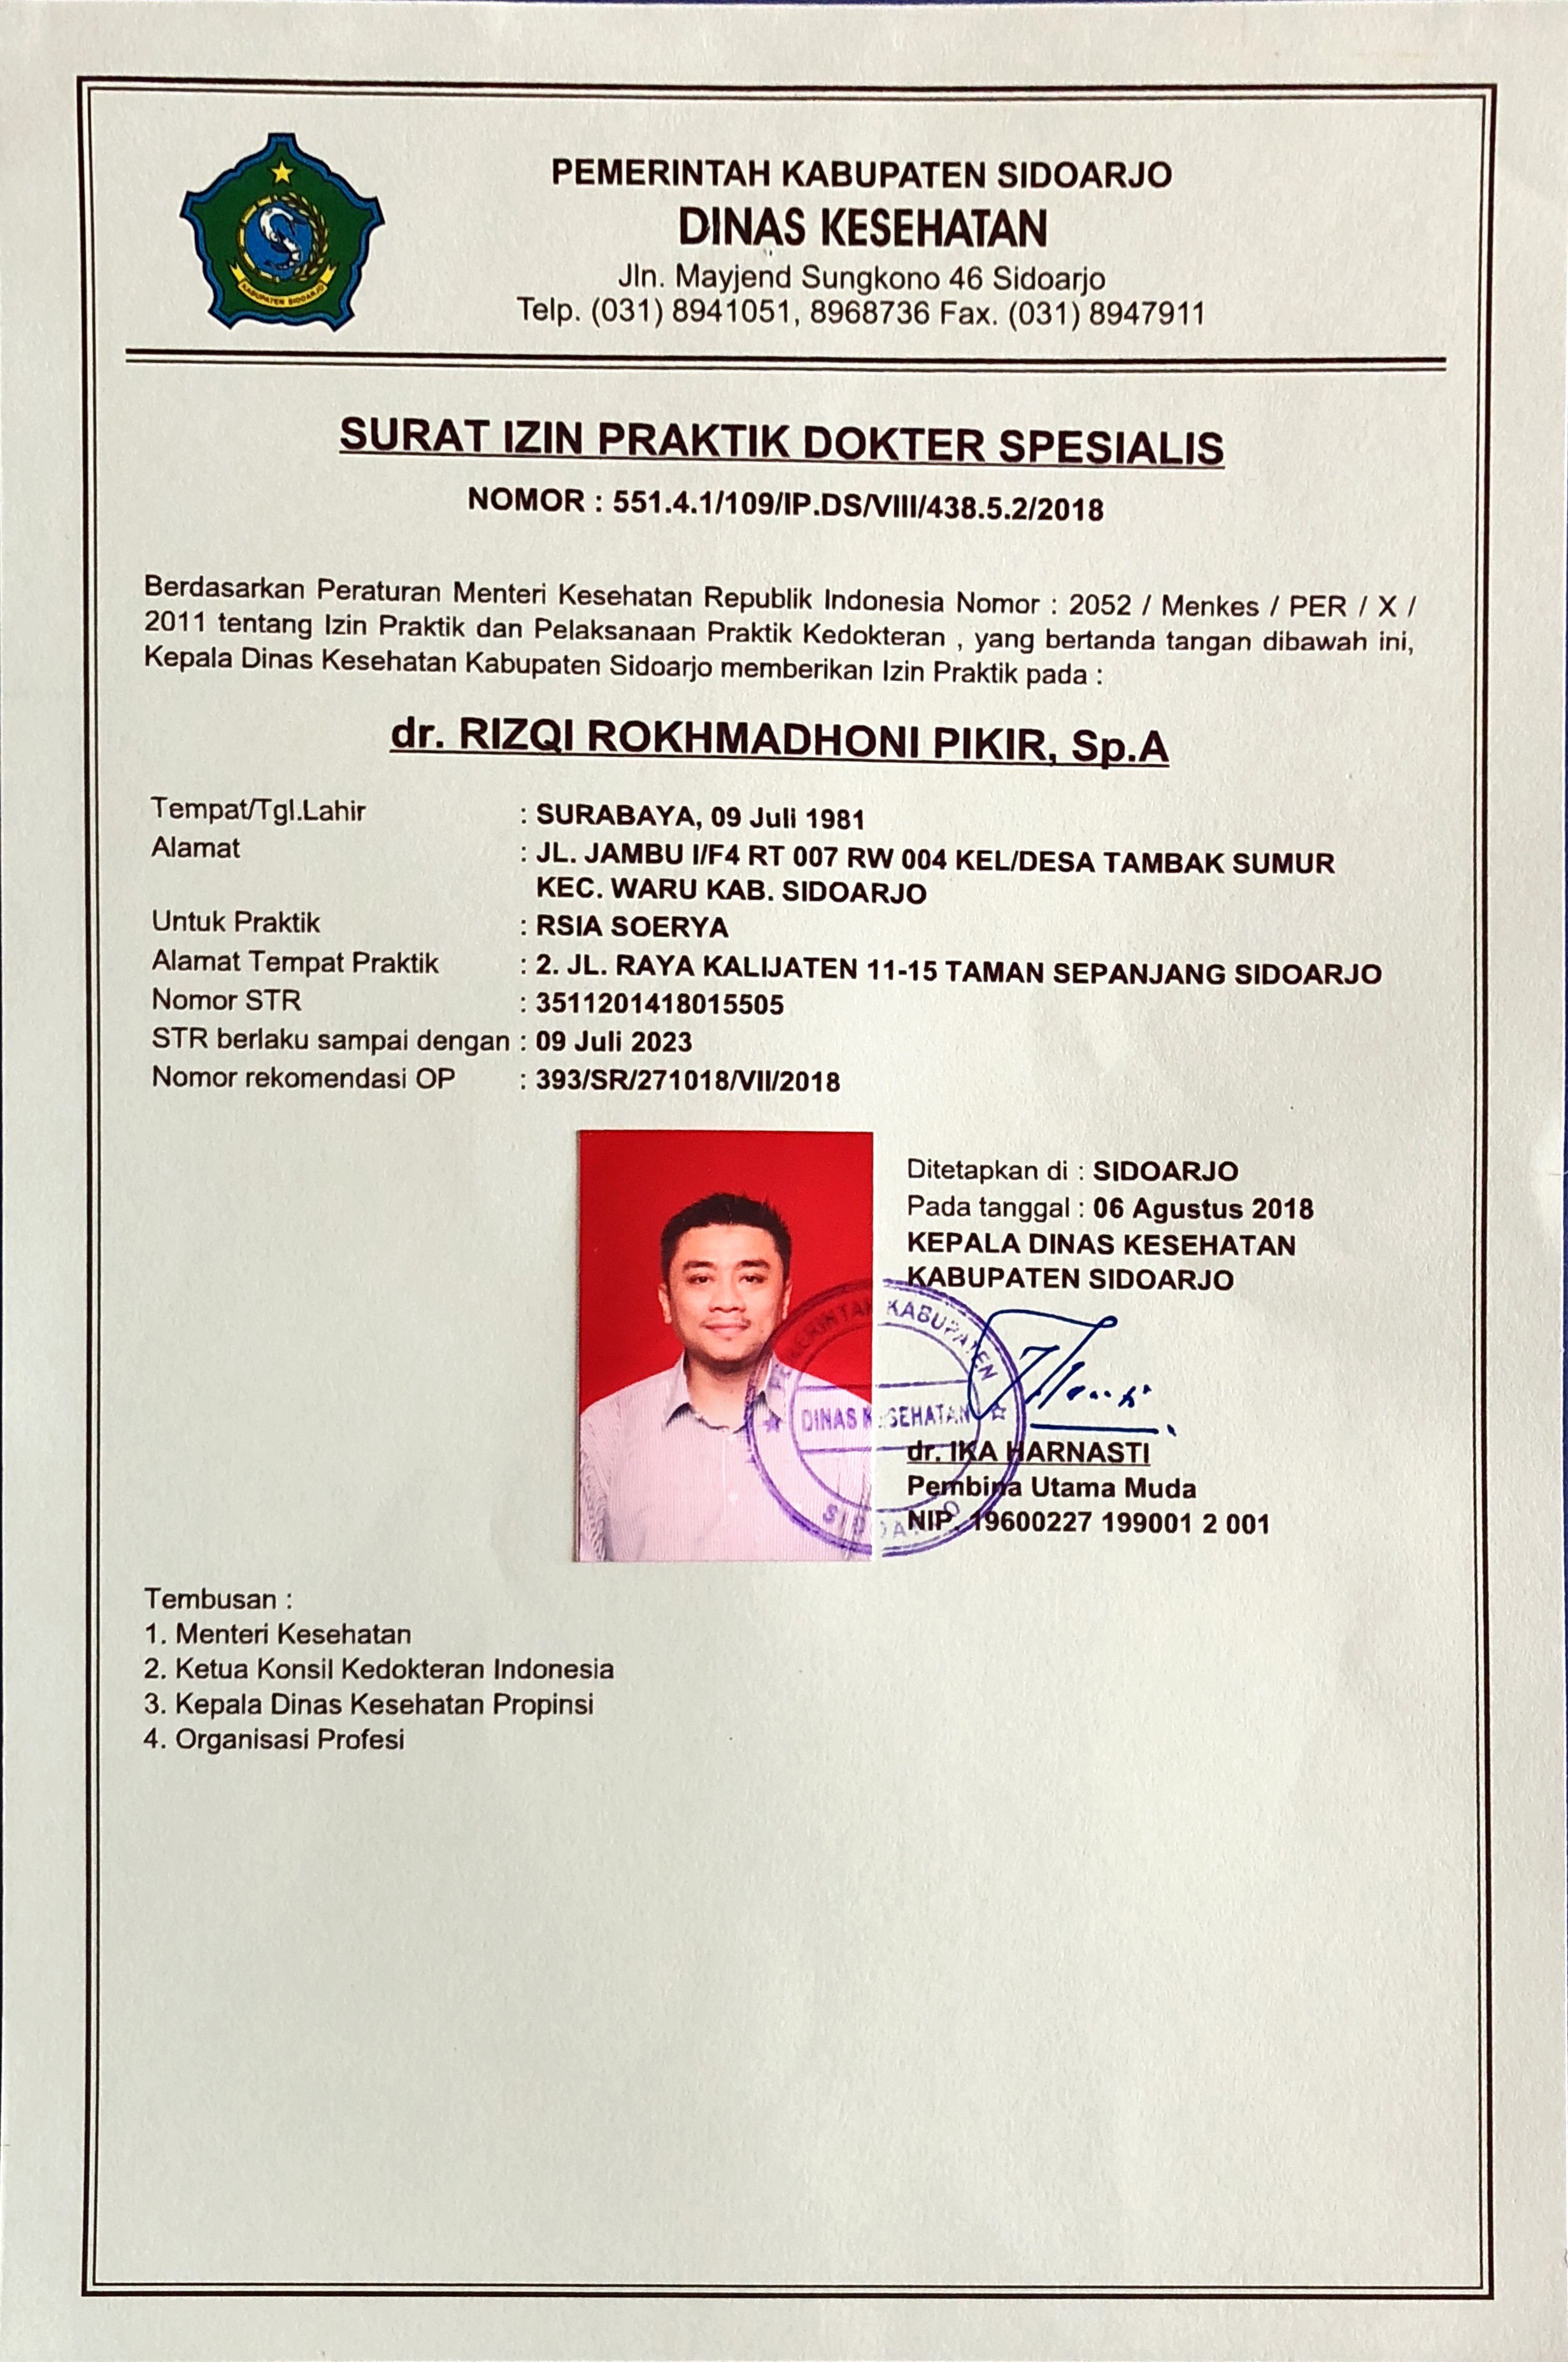 KABUPATEN SIDOARJO
PEMERINTAH KABUPATEN SIDOARJO
DINAS KESEHATAN
Jln. Mayjend Sungkono 46 Sidoarjo
Telp. (031) 8941051, 8968736 Fax. (031) 8947911
SURAT IZIN PRAKTIK DOKTER SPESIALIS
NOMOR : 551.4.1/109/IP.DS/VIII/438.5.2/2018
Berdasarkan Peraturan Menteri Kesehatan Republik Indonesia Nomor : 2052 / Menkes / PER / X /
2011 tentang Izin Praktik dan Pelaksanaan Praktik Kedokteran , yang bertanda tangan dibawah ini,
Kepala Dinas Kesehatan Kabupaten Sidoarjo memberikan Izin Praktik pada :
dr. RIZQI ROKHMADHONI PIKIR, Sp.A
Tempat/Tgl.Lahir : SURABAYA, 09 Juli 1981
Alamat : JL. JAMBU I/F4 RT 007 RW 004 KEL/DESA TAMBAK SUMUR
KEC. WARU KAB. SIDOARJO
Untuk Praktik : RSIA SOERYA
Alamat Tempat Praktik : 2. JL. RAYA KALIJATEN 11-15 TAMAN SEPANJANG SIDOARJO
Nomor STR : 3511201418015505
STR berlaku sampai dengan : 09 Juli 2023
Nomor rekomendasi OP : 393/SR/271018/VII/2018
Ditetapkan di : SIDOARJO
Pada tanggal : 06 Agustus 2018
KEPALA DINAS KESEHATAN
KABUPATEN SIDOARJO
PEMERINTAH KABUPATEN
DINAS KESEHATAN
SIDOARJO
dr. IKA HARNASTI
Pembina Utama Muda
NIP. 19600227 199001 2 001
Tembusan :
1. Menteri Kesehatan
2. Ketua Konsil Kedokteran Indonesia
3. Kepala Dinas Kesehatan Propinsi
4. Organisasi Profesi